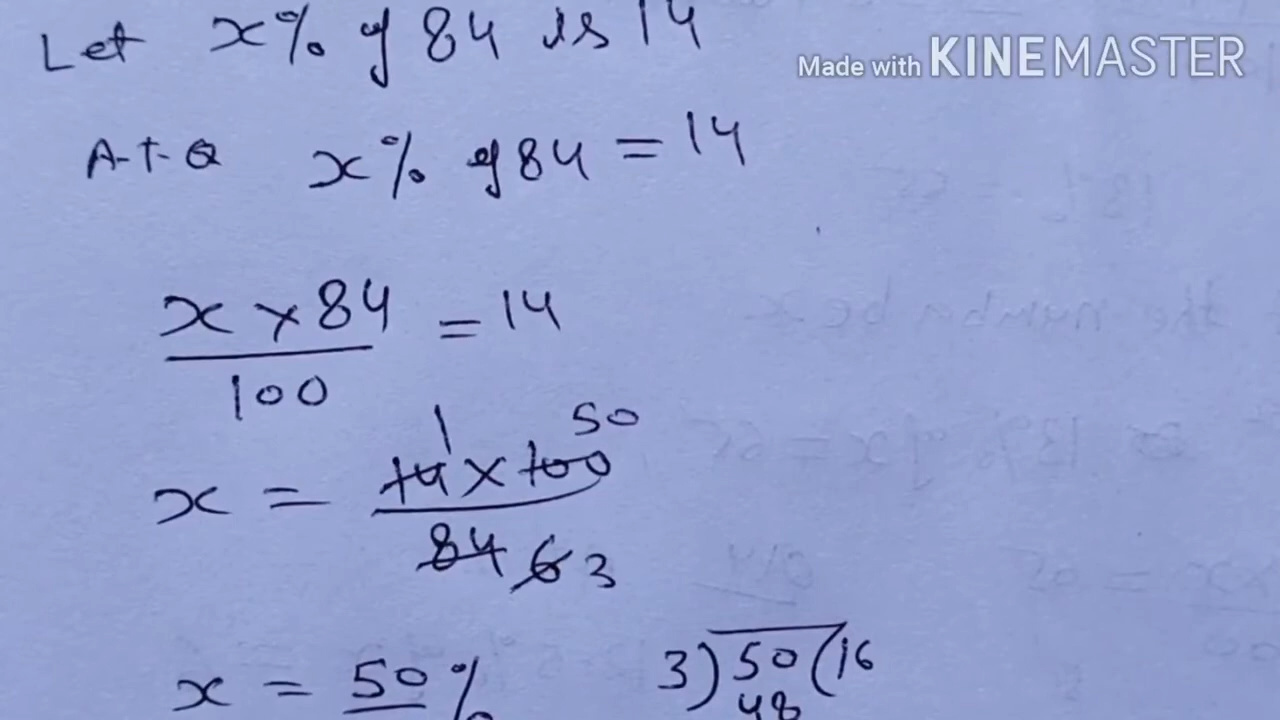 Let x% of 84 is 14
Made with KINEMASTER
A-T-Q x% of 84 = 14
x × 84 = 14
100
1 50
x = 14 × 100
84 6 3
x = 50 % 3) 50 (16
48